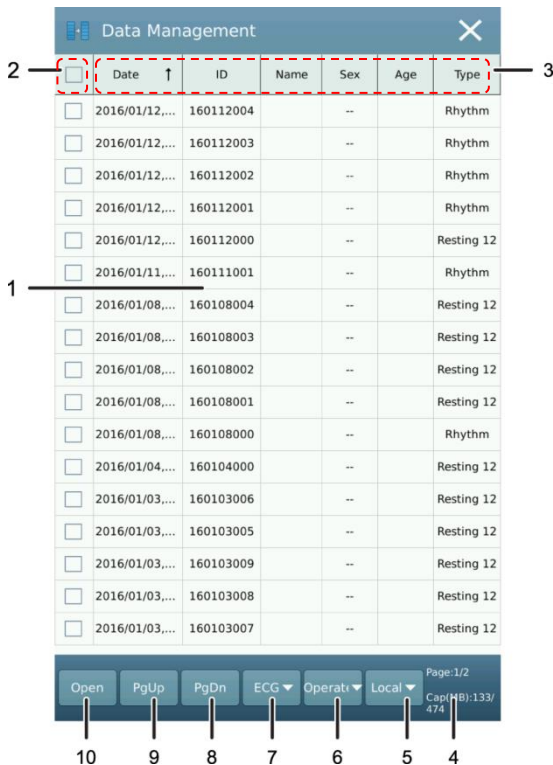 Data Management
2
Date ↑ ID Name Sex Age Type
3
2016/01/12,... 160112004 -- Rhythm
2016/01/12,... 160112003 -- Rhythm
2016/01/12,... 160112002 -- Rhythm
2016/01/12,... 160112001 -- Rhythm
2016/01/12,... 160112000 -- Resting 12
2016/01/11,... 160111001 -- Rhythm
1
2016/01/08,... 160108004 -- Resting 12
2016/01/08,... 160108003 -- Resting 12
2016/01/08,... 160108002 -- Resting 12
2016/01/08,... 160108001 -- Resting 12
2016/01/08,... 160108000 -- Rhythm
2016/01/04,... 160104000 -- Resting 12
2016/01/03,... 160103006 -- Resting 12
2016/01/03,... 160103005 -- Resting 12
2016/01/03,... 160103009 -- Resting 12
2016/01/03,... 160103008 -- Resting 12
2016/01/03,... 160103007 -- Resting 12
Open PgUp PgDn ECG Operat Local
Page:1/2
Cap(MB):133/
474
10 9 8 7 6 5 4